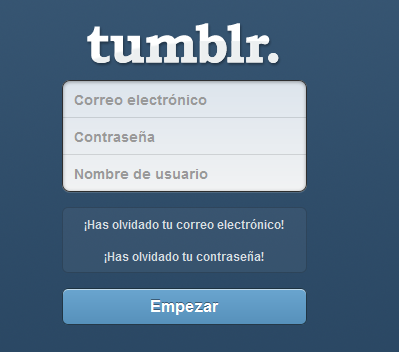 tumblr.
Correo electrónico
Contraseña
Nombre de usuario
¡Has olvidado tu correo electrónico!
¡Has olvidado tu contraseña!
Empezar